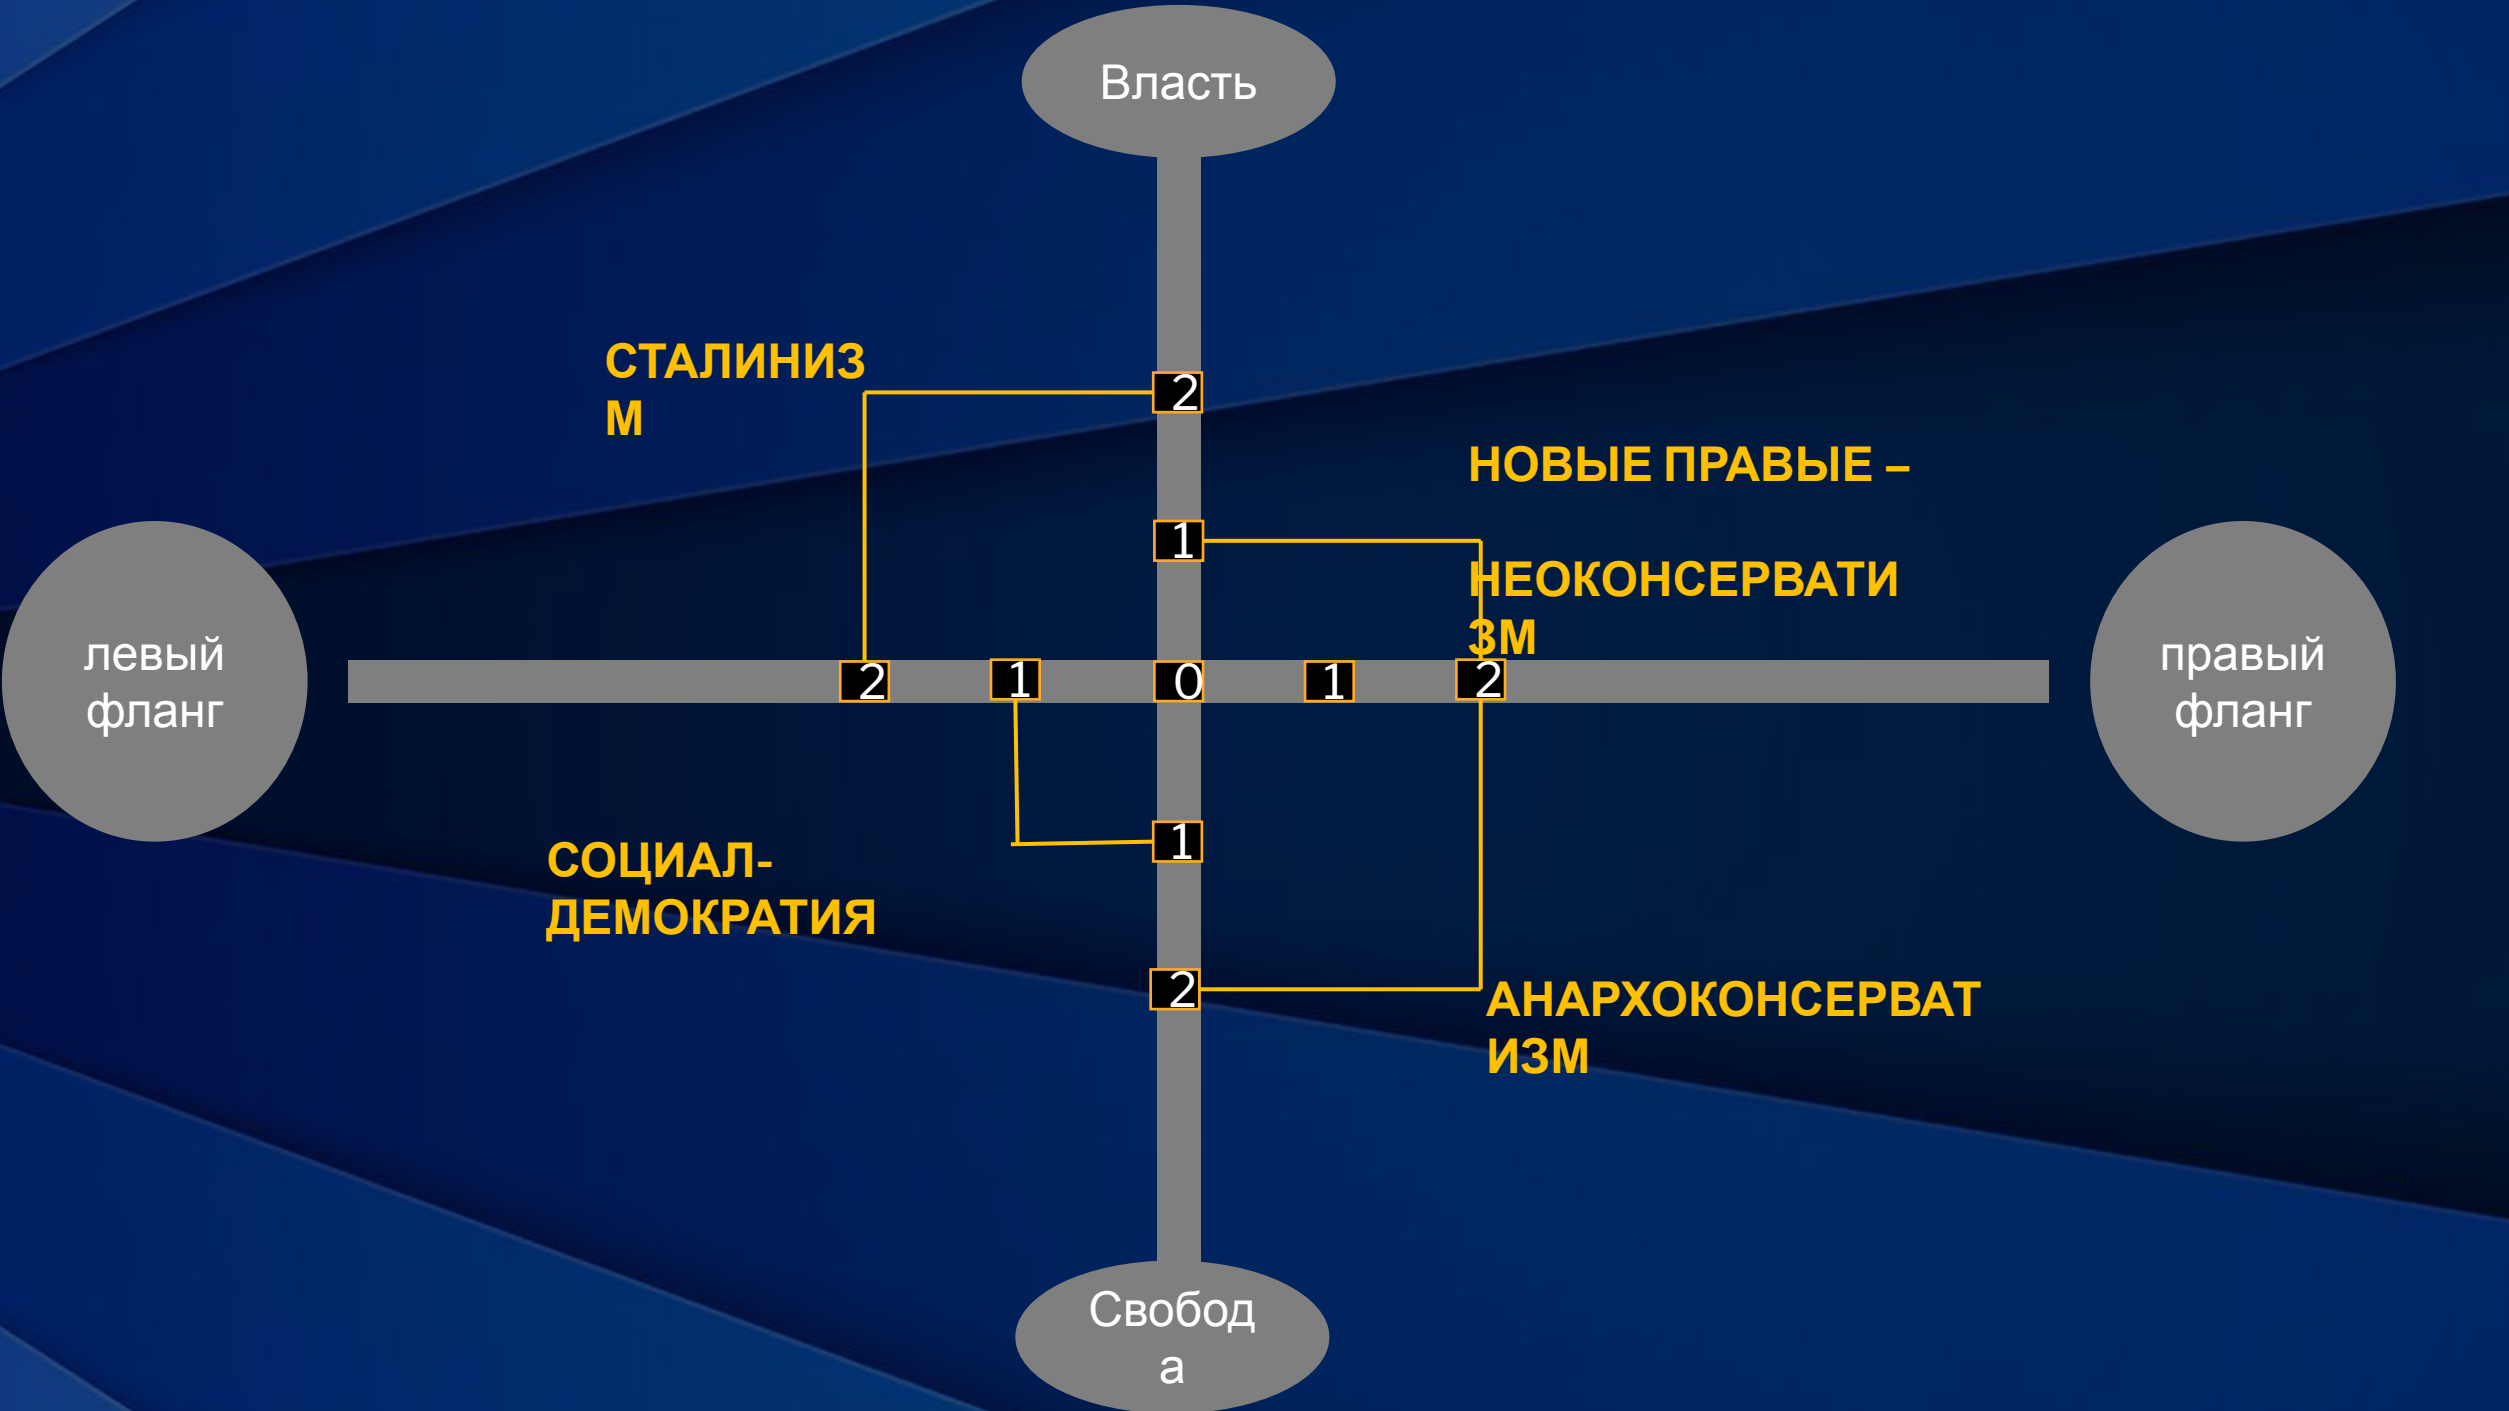 Власть
СТАЛИНИЗ
М
2
НОВЫЕ ПРАВЫЕ –
1
НЕОКОНСЕРВАТИ
ЗМ
левый
фланг
2
1
0
1
2
правый
фланг
1
СОЦИАЛ-
ДЕМОКРАТИЯ
2
АНАРХОКОНСЕРВАТ
ИЗМ
Свобод
а